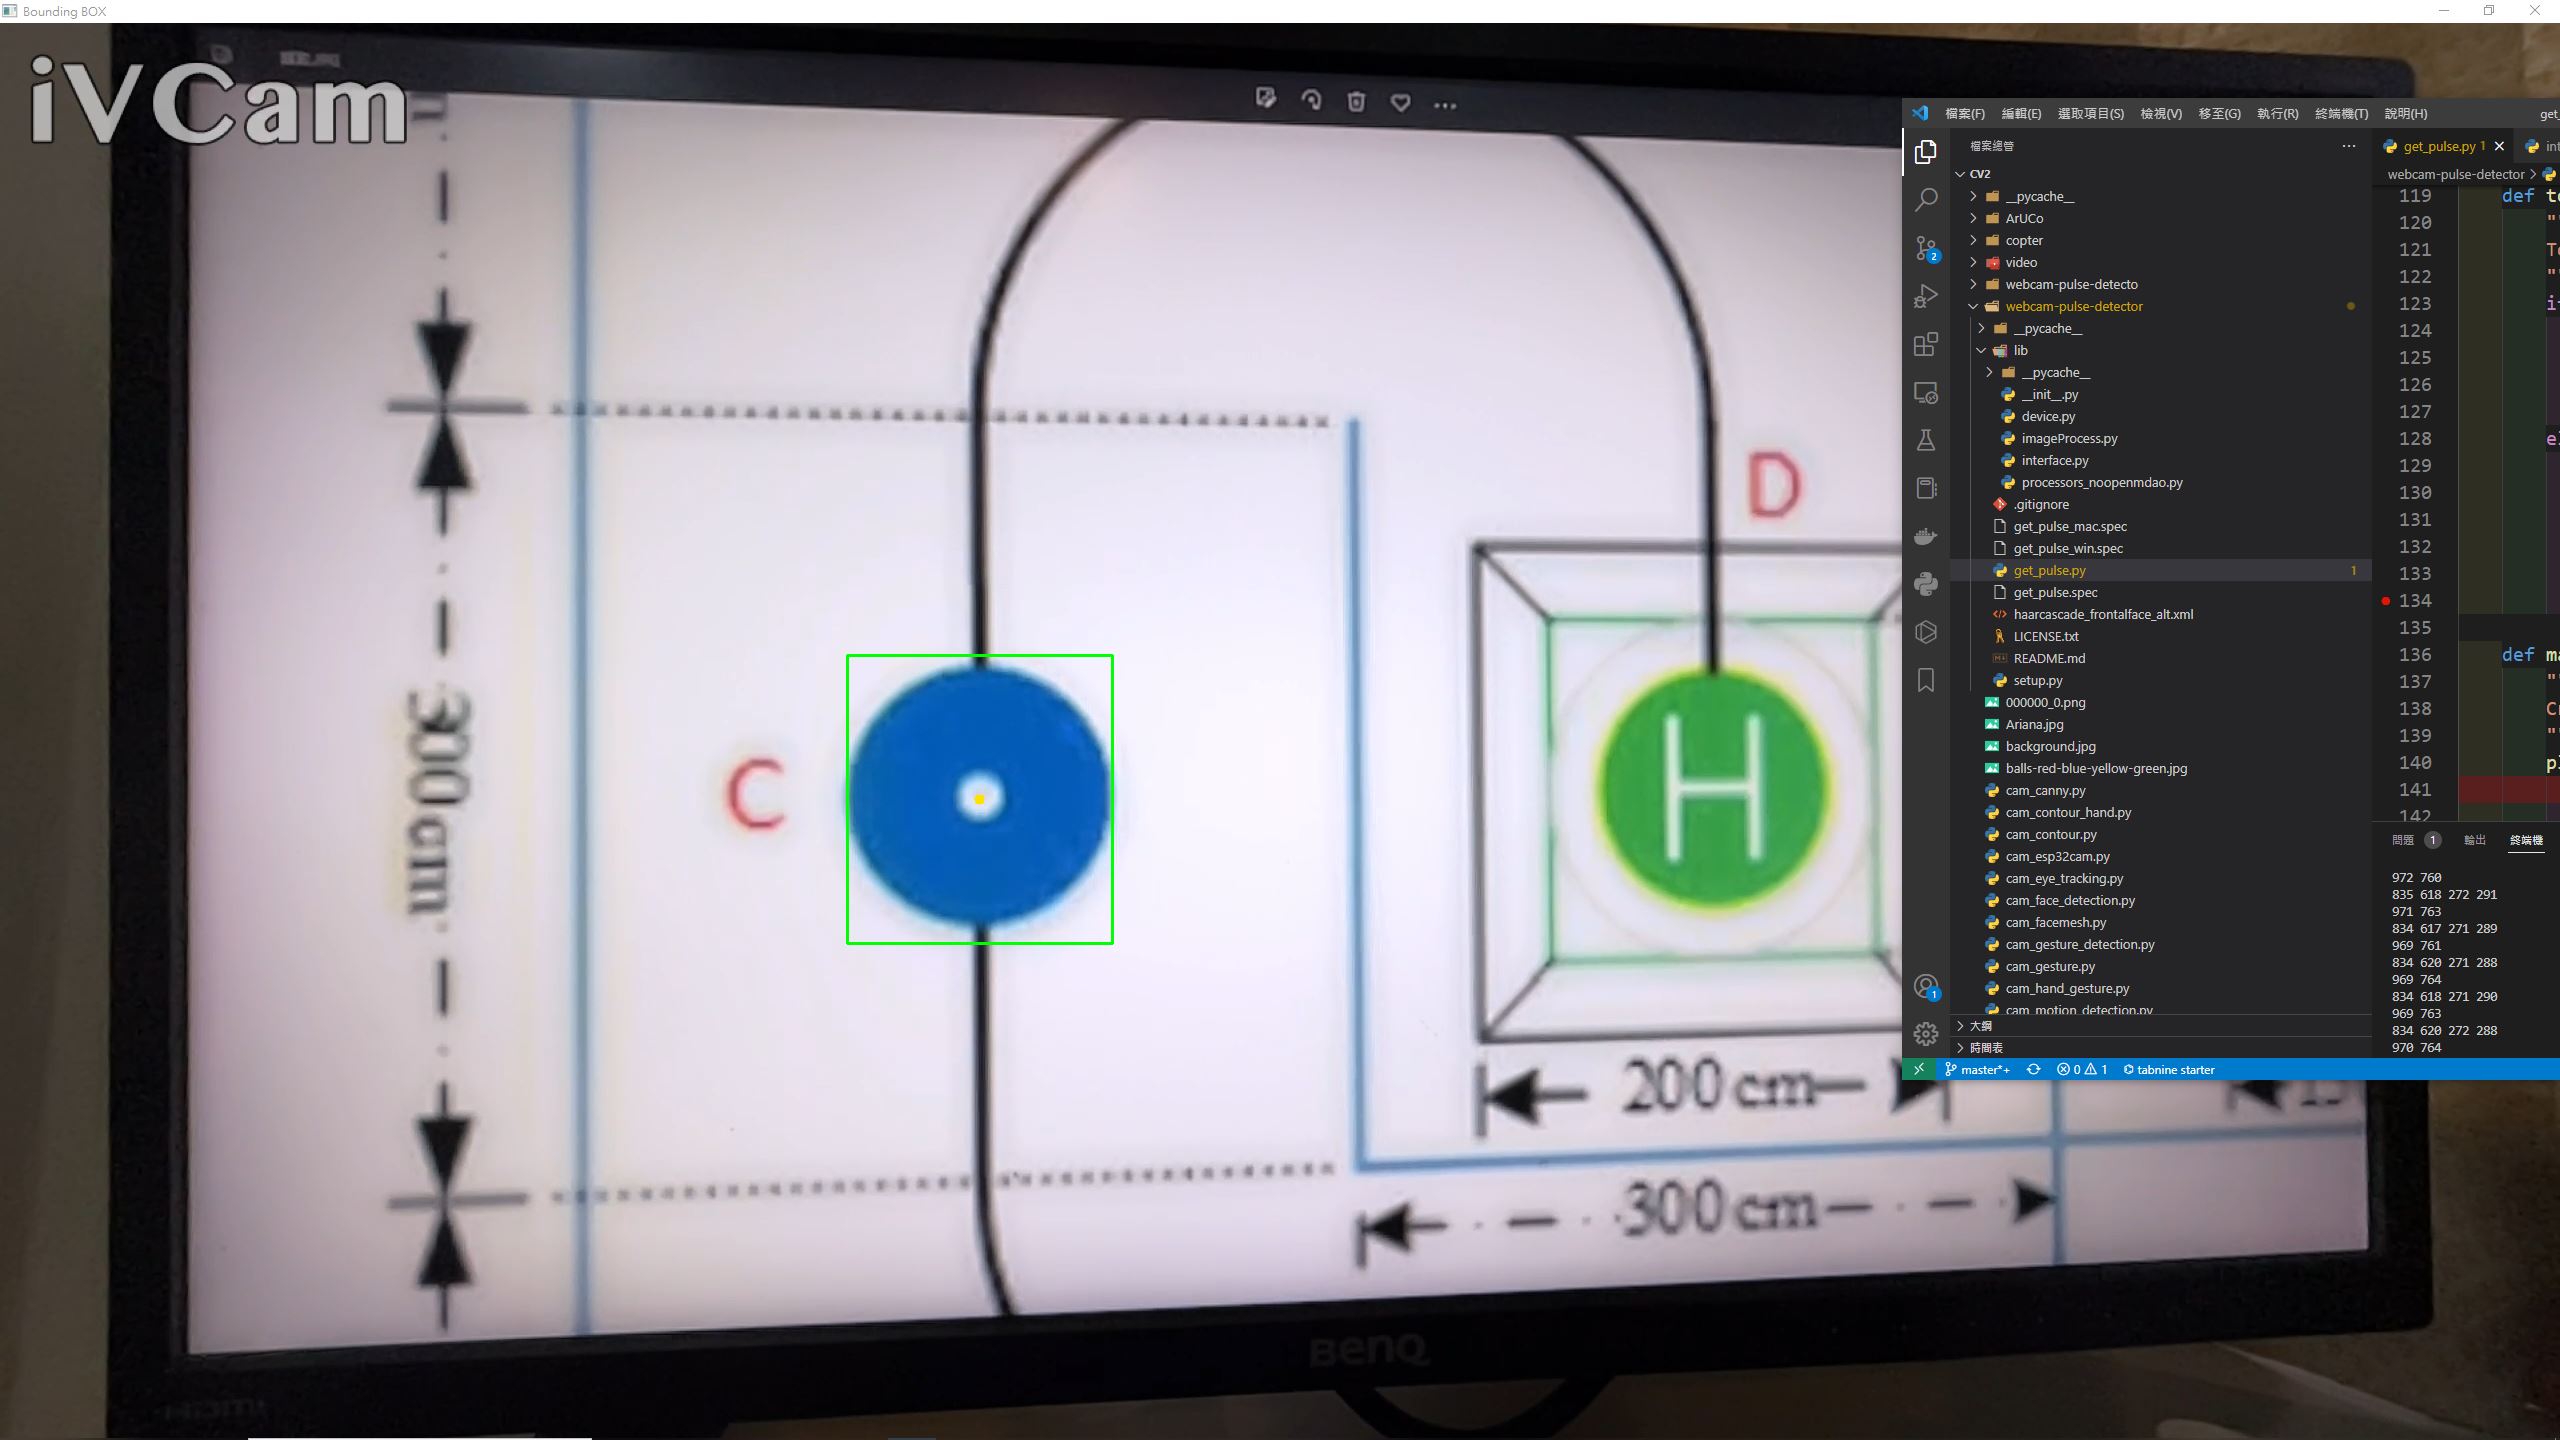 Bounding BOX
iVCam
D
C
H
300cm
200 cm
300 cm
BenQ
檔案(F) 編輯(E) 選取項目(S) 檢視(V) 移至(G) 執行(R) 終端機(T) 說明(H)
檔案總管
get_pulse.py 1
CV2
webcam-pulse-detector
__pycache__
ArUCo
copter
video
webcam-pulse-detecto
webcam-pulse-detector
__pycache__
lib
__pycache__
__init__.py
device.py
imageProcess.py
interface.py
processors_noopenmdao.py
.gitignore
get_pulse_mac.spec
get_pulse_win.spec
get_pulse.py 1
get_pulse.spec
haarcascade_frontalface_alt.xml
LICENSE.txt
README.md
setup.py
000000_0.png
Ariana.jpg
background.jpg
balls-red-blue-yellow-green.jpg
cam_canny.py
cam_contour_hand.py
cam_contour.py
cam_esp32cam.py
cam_eye_tracking.py
cam_face_detection.py
cam_facemesh.py
cam_gesture_detection.py
cam_gesture.py
cam_hand_gesture.py
cam_motion_detection.py
大綱
時間表
119 def
120
121
122
123
124
125
126
127
128
129
130
131
132
133
134
135
136 def
137
138
139
140
141
142
問題 1 輸出 終端機
972 760
835 618 272 291
971 763
834 617 271 289
969 761
834 620 271 288
969 764
834 618 271 290
969 763
834 620 272 288
970 764
master*+ 0 1 tabnine starter